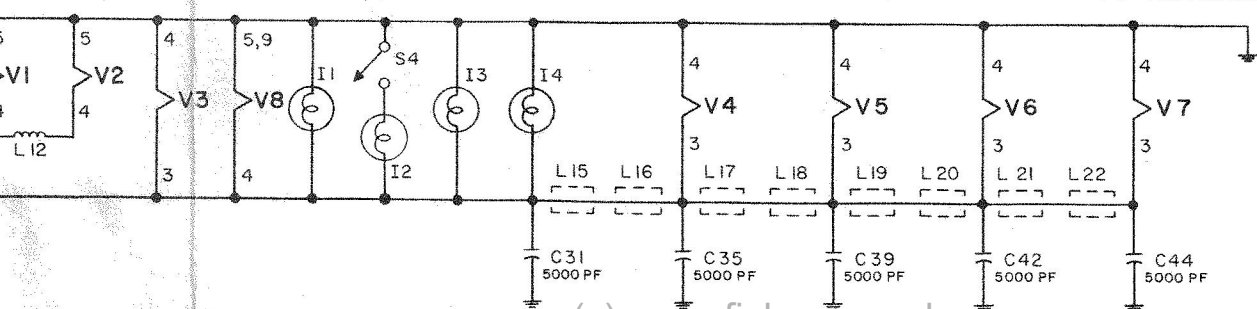 5 5 4 5,9
V1 V2 V3 V8 I1 S4 I3 I4 4 V4 4 V5 4 V6 4 V7
4 4 3 3 3 3
L12 I2
3 4 L15 L16 L17 L18 L19 L20 L 21 L22
C31 C35 C39 C42 C44
5000 PF 5000 PF 5000 PF 5000 PF 5000 PF